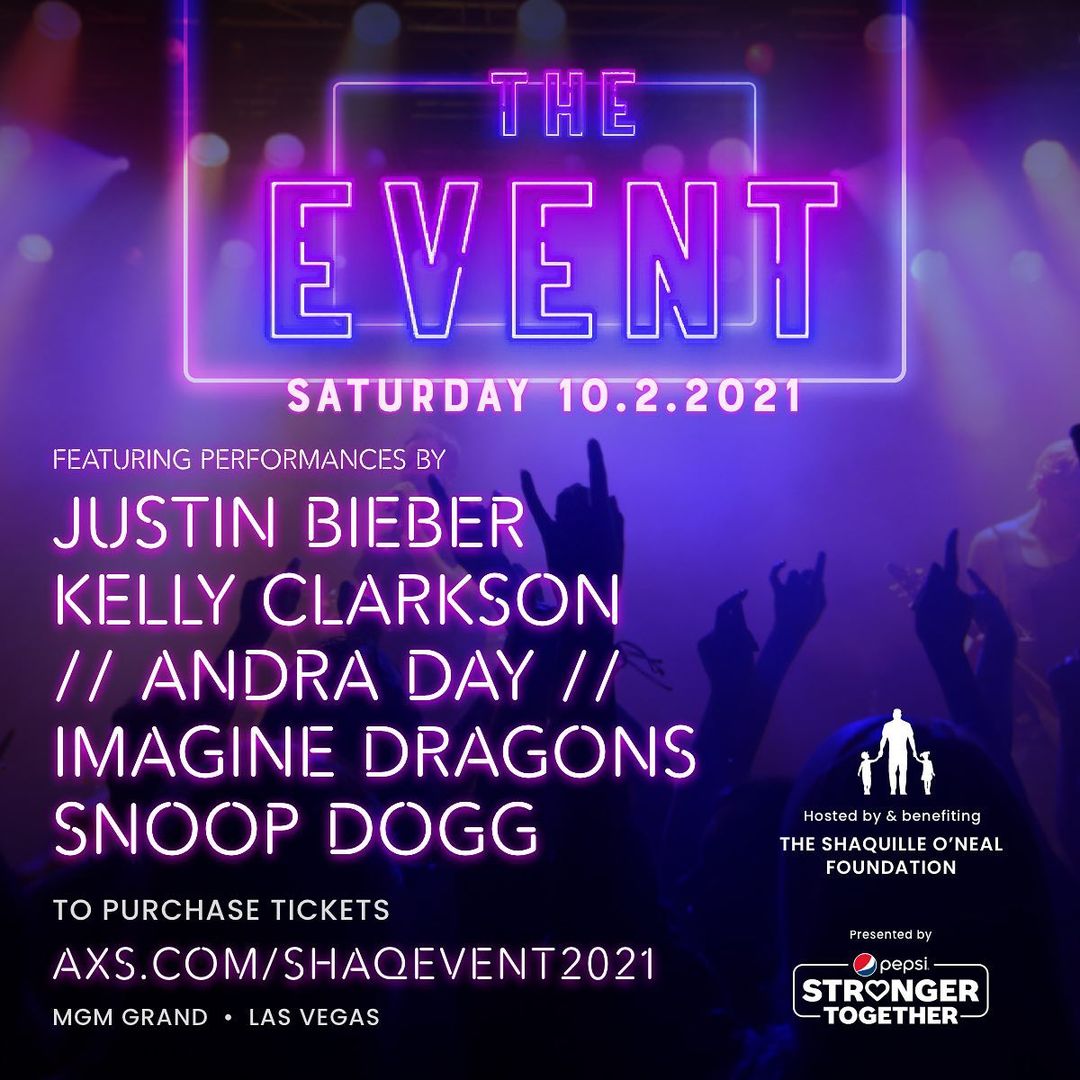 THE
EVENT
SATURDAY 10.2.2021
FEATURING PERFORMANCES BY
JUSTIN BIEBER
KELLY CLARKSON
// ANDRA DAY //
IMAGINE DRAGONS
SNOOP DOGG
TO PURCHASE TICKETS
AXS.COM/SHAQEVENT2021
MGM GRAND • LAS VEGAS
Hosted by & benefiting
THE SHAQUILLE O'NEAL
FOUNDATION
Presented by
pepsi
STRONGER
TOGETHER